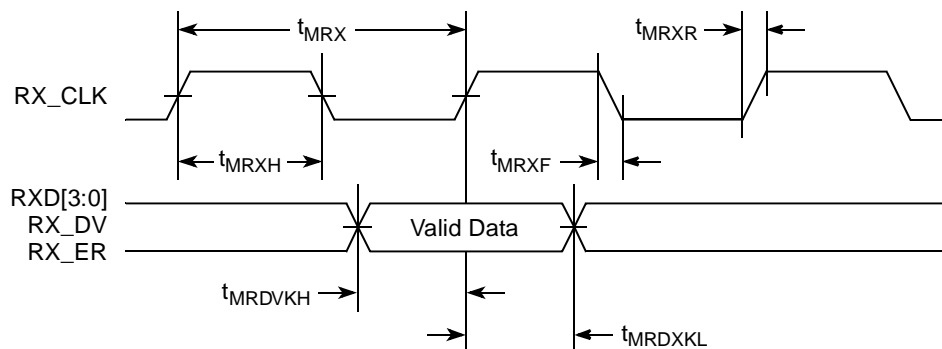 tMRX
tMRXR
RX_CLK
tMRXH
tMRXF
RXD[3:0]
RX_DV
RX_ER
Valid Data
tMRDVKH
tMRDXKL